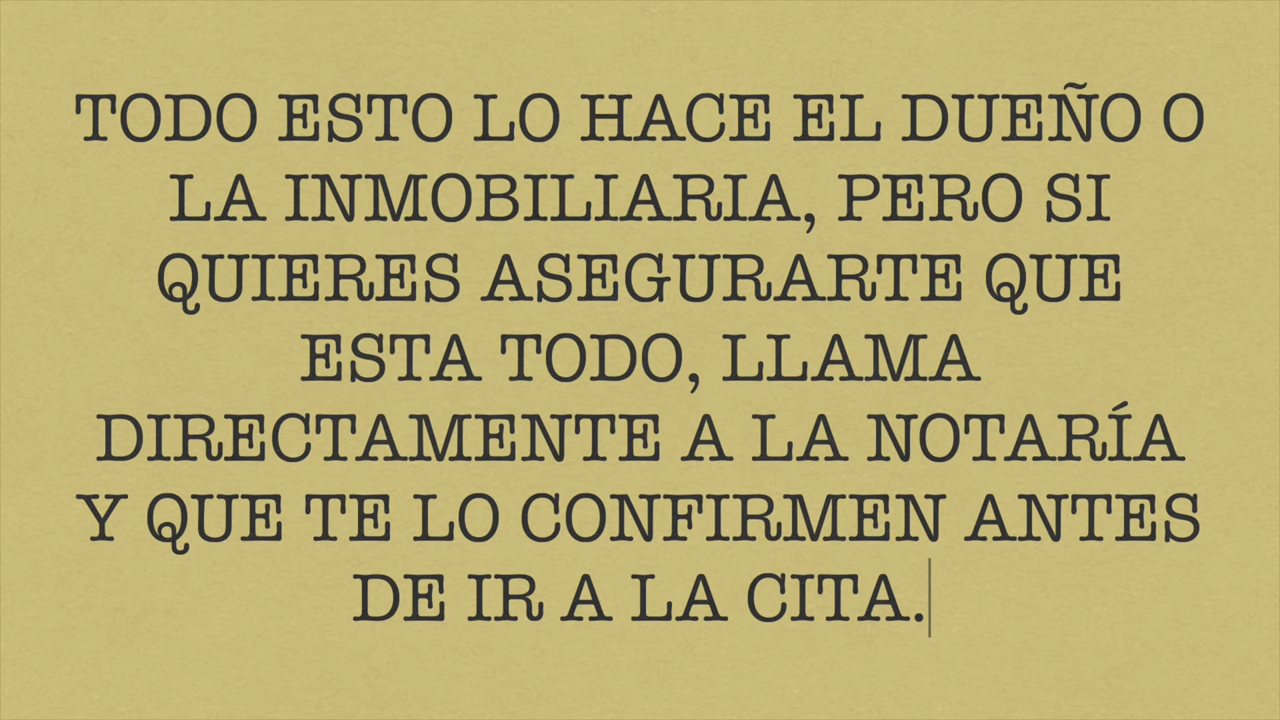 TODO ESTO LO HACE EL DUEÑO O
LA INMOBILIARIA, PERO SI
QUIERES ASEGURARTE QUE
ESTA TODO, LLAMA
DIRECTAMENTE A LA NOTARÍA
Y QUE TE LO CONFIRMEN ANTES
DE IR A LA CITA.